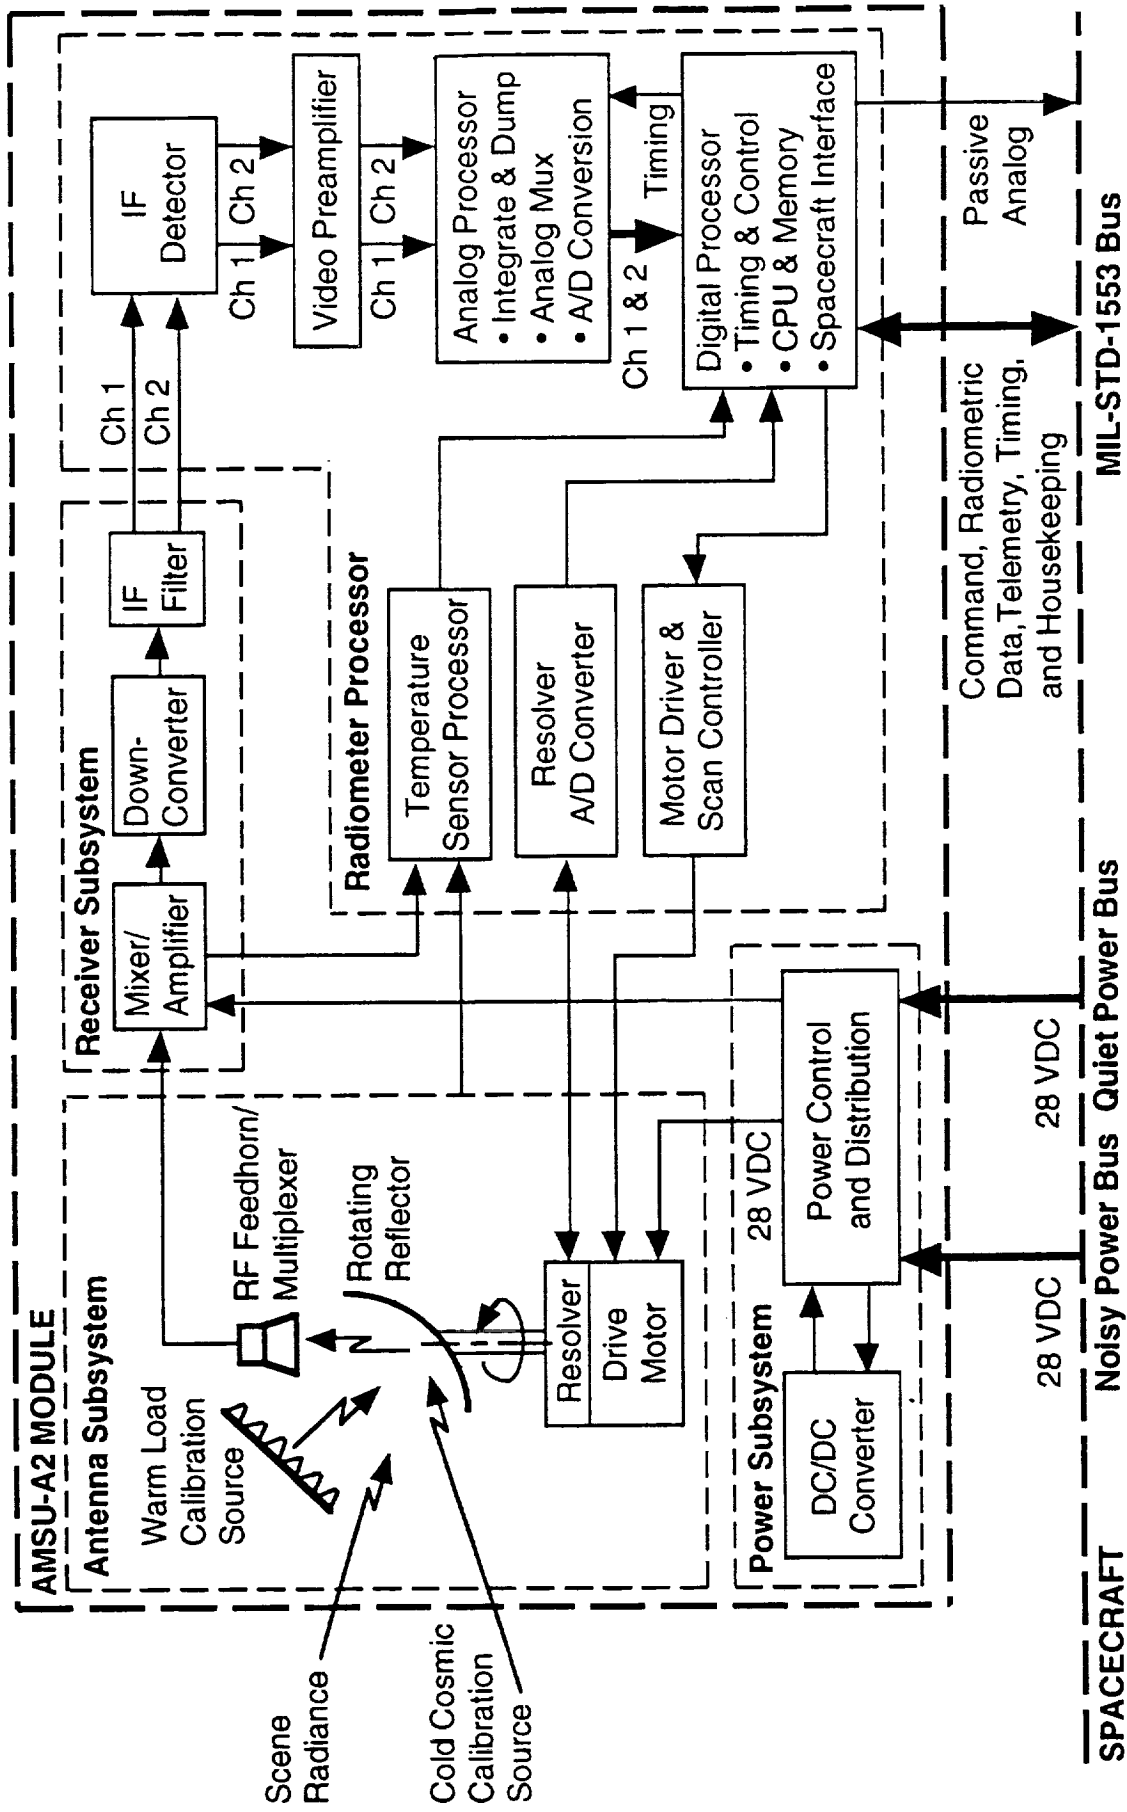 AMSU-A2 MODULE
Antenna Subsystem
Warm Load
Calibration
Source
RF Feedhorn/
Multiplexer
Rotating
Reflector
Scene
Radiance
Cold Cosmic
Calibration
Source
Resolver
Drive
Motor
Receiver Subsystem
Mixer/
Amplifier
Down-
Converter
IF
Filter
Ch 1
Ch 2
IF
Detector
Ch 1
Ch 2
Video Preamplifier
Ch 1
Ch 2
Analog Processor
• Integrate & Dump
• Analog Mux
• A/D Conversion
Ch 1 & 2
Timing
Digital Processor
• Timing & Control
• CPU & Memory
• Spacecraft Interface
Radiometer Processor
Temperature
Sensor Processor
Resolver
A/D Converter
Motor Driver &
Scan Controller
Power Subsystem
28 VDC
DC/DC
Converter
Power Control
and Distribution
28 VDC
28 VDC
Command, Radiometric
Data,Telemetry, Timing,
and Housekeeping
Passive
Analog
SPACECRAFT
Noisy Power Bus
Quiet Power Bus
MIL-STD-1553 Bus